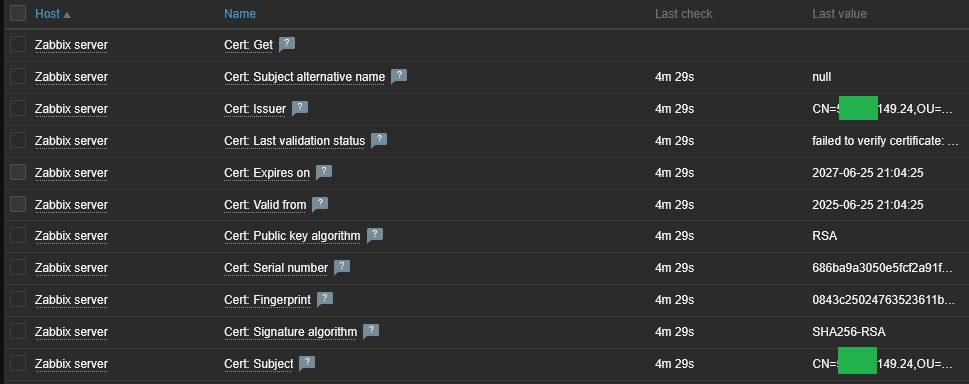 Host Name Last check Last value
Zabbix server Cert: Get ?
Zabbix server Cert: Subject alternative name ? 4m 29s null
Zabbix server Cert: Issuer ? 4m 29s CN= 149.24,OU=...
Zabbix server Cert: Last validation status ? 4m 29s failed to verify certificate: ...
Zabbix server Cert: Expires on ? 4m 29s 2027-06-25 21:04:25
Zabbix server Cert: Valid from ? 4m 29s 2025-06-25 21:04:25
Zabbix server Cert: Public key algorithm ? 4m 29s RSA
Zabbix server Cert: Serial number ? 4m 29s 686ba9a3050e5fcf2a91f...
Zabbix server Cert: Fingerprint ? 4m 29s 0843c25024763523611b...
Zabbix server Cert: Signature algorithm ? 4m 29s SHA256-RSA
Zabbix server Cert: Subject ? 4m 29s CN= 149.24,OU=...